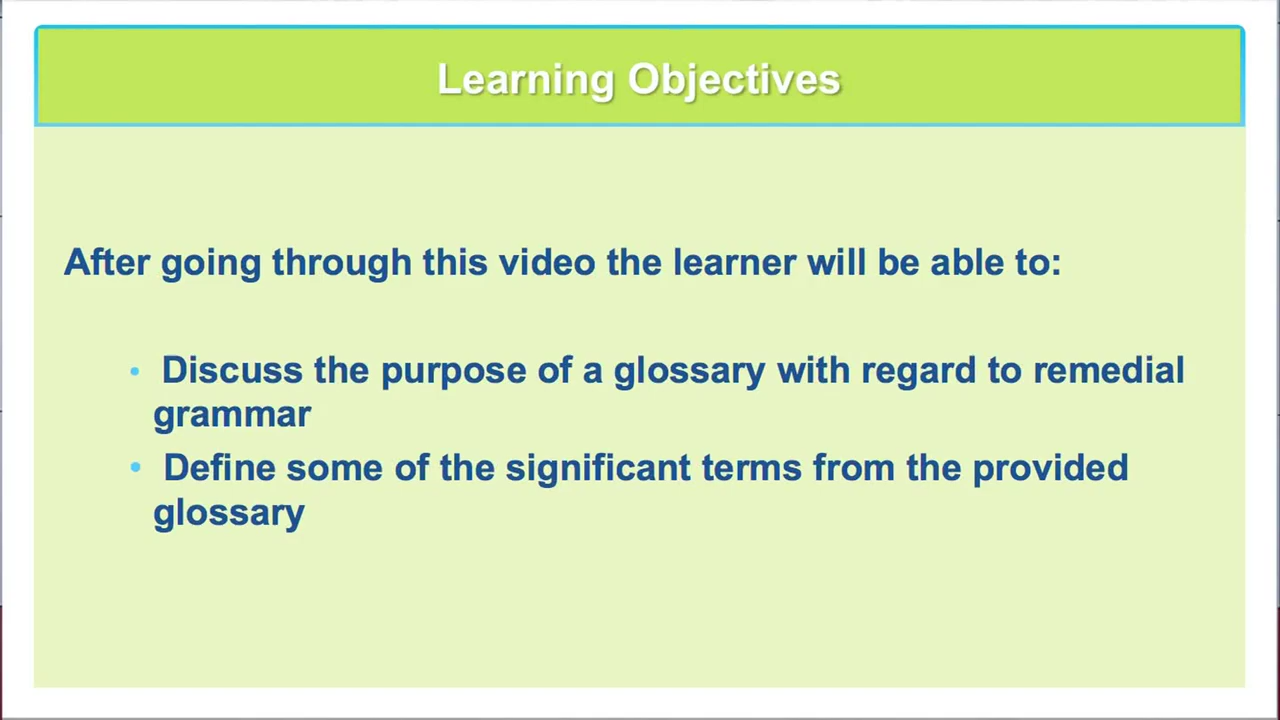 Learning Objectives
After going through this video the learner will be able to:
• Discuss the purpose of a glossary with regard to remedial
grammar
• Define some of the significant terms from the provided
glossary